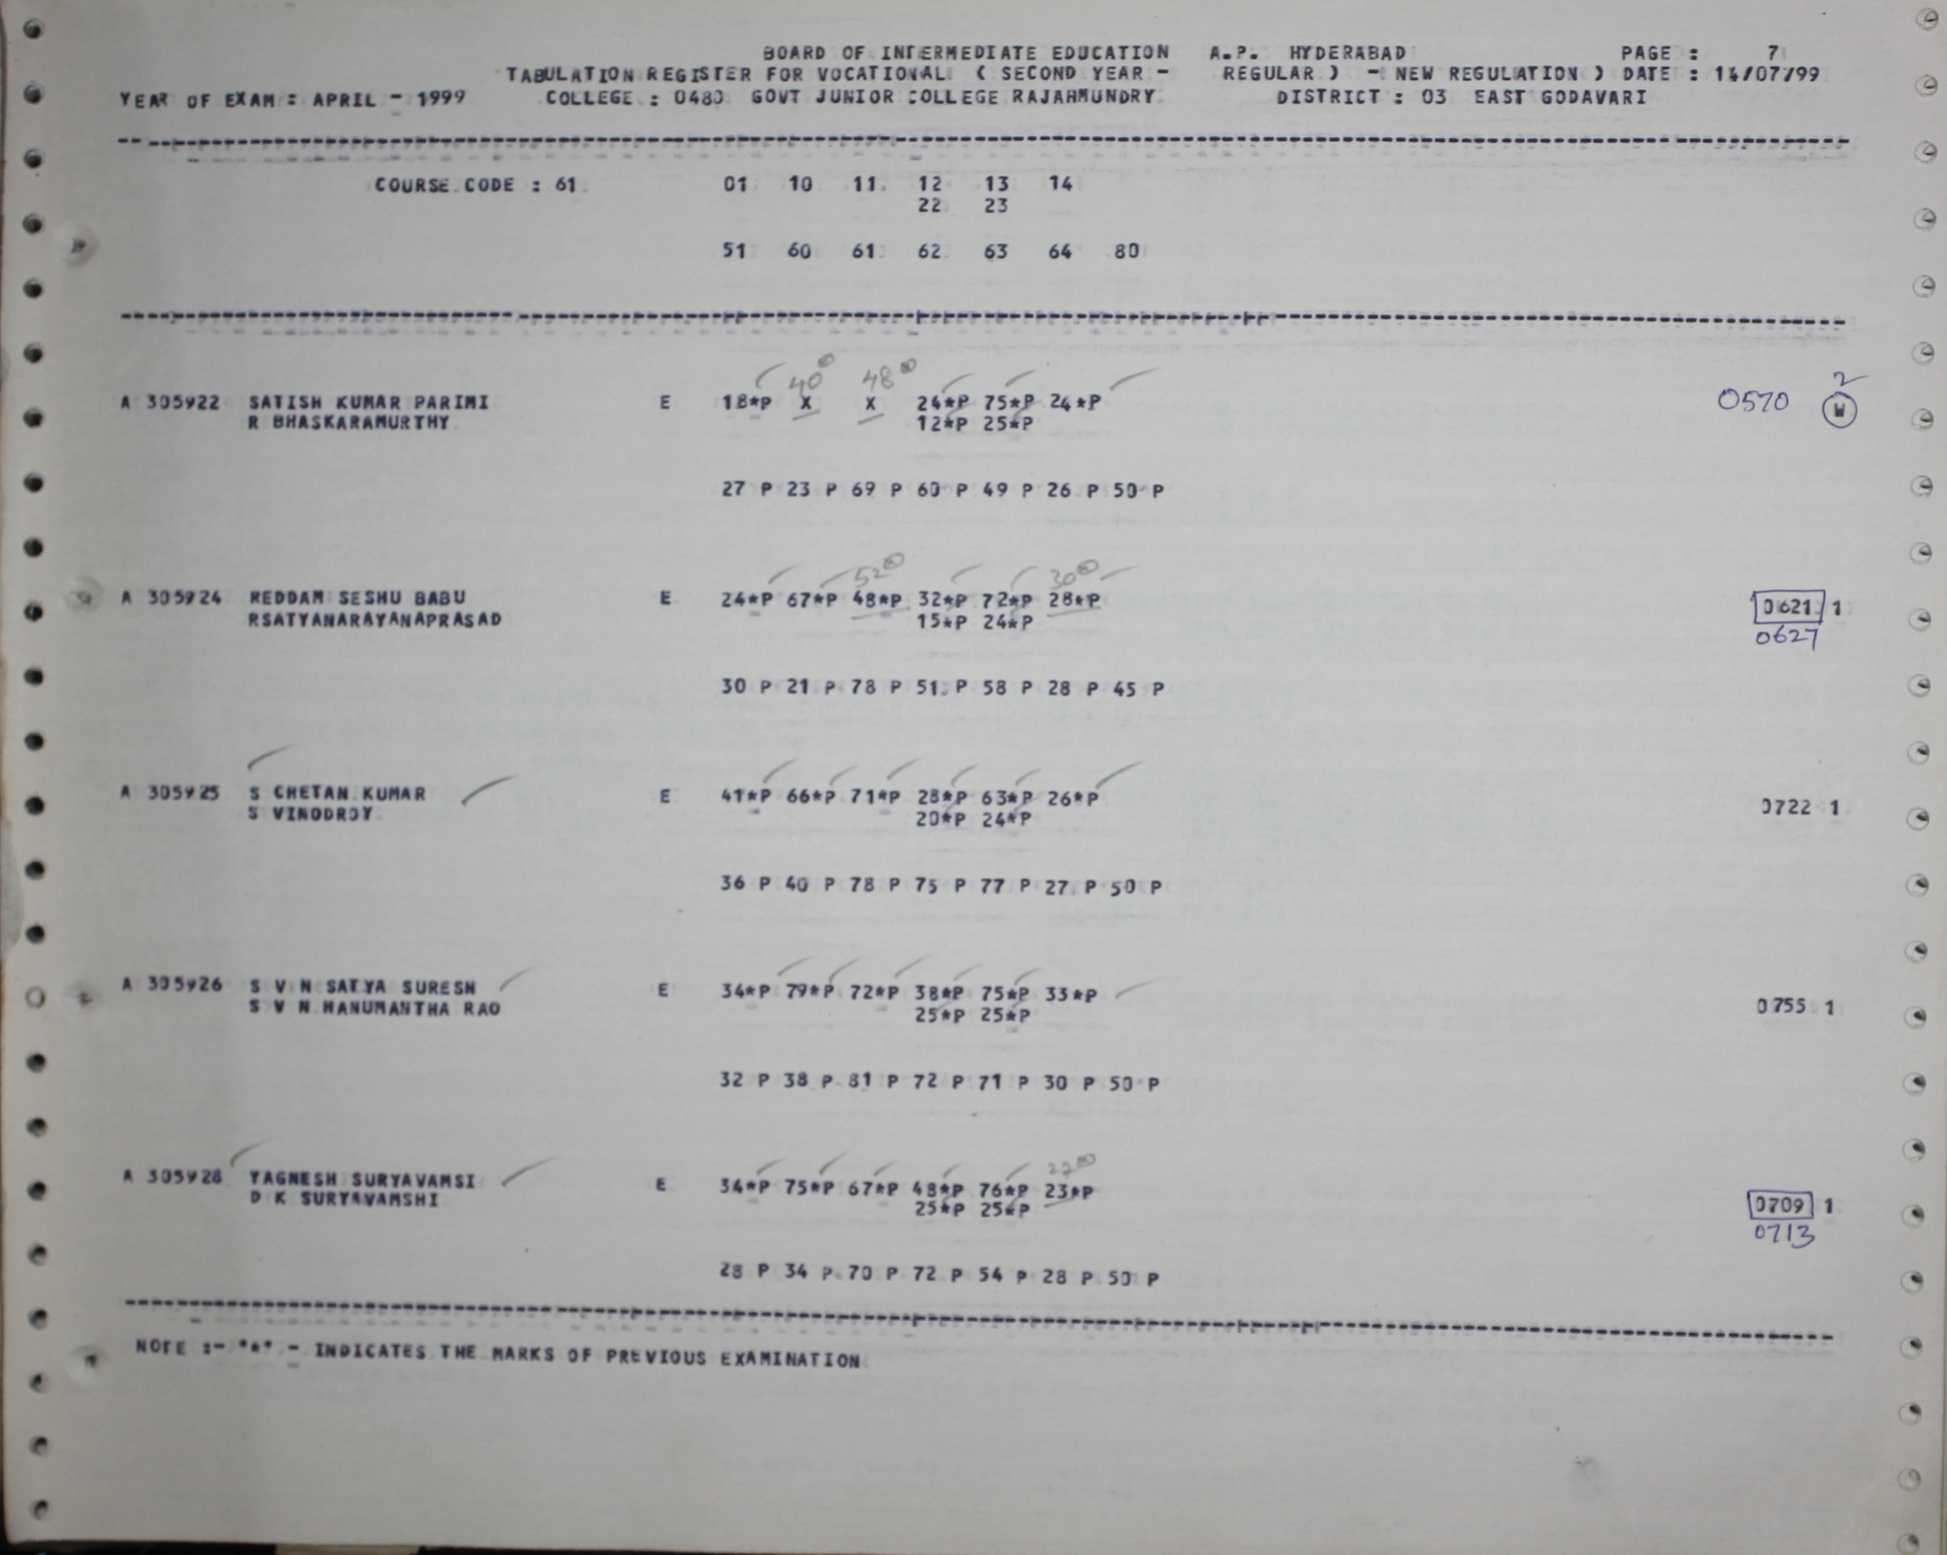 BOARD OF INTERMEDIATE EDUCATION A.P. HYDERABAD PAGE : 7
TABULATION REGISTER FOR VOCATIONAL ( SECOND YEAR - REGULAR ) - NEW REGULATION ) DATE : 14/07/99
YEAR OF EXAM : APRIL - 1999 COLLEGE : 0480 GOVT JUNIOR COLLEGE RAJAHMUNDRY DISTRICT : 03 EAST GODAVARI
COURSE CODE : 61 01 10 11 12 13 14
22 23
51 60 61 62 63 64 80
40 48
A 305922 SATISH KUMAR PARIMI E 18*P X X 24*P 75*P 24*P 0570 2 W
R BHASKARAMURTHY 12*P 25*P
27 P 23 P 69 P 60 P 49 P 26 P 50 P
52 30
A 305924 REDDAM SESHU BABU E 24*P 67*P 48*P 32*P 72*P 28*P 0621 1
RSATYANARAYANAPRASAD 15*P 24*P 0627
30 P 21 P 78 P 51 P 58 P 28 P 45 P
A 305925 S CHETAN KUMAR E 41*P 66*P 71*P 28*P 63*P 26*P 0722 1
S VINODROY 20*P 24*P
36 P 40 P 78 P 75 P 77 P 27 P 50 P
A 305926 S V N SATYA SURESH E 34*P 79*P 72*P 38*P 75*P 33*P 0755 1
S V N HANUMANTHA RAO 25*P 25*P
32 P 38 P 81 P 72 P 71 P 30 P 50 P
A 305928 YAGNESH SURYAVAMSI E 34*P 75*P 67*P 48*P 76*P 23*P 0709 1
D K SURYAVAMSHI 25*P 25*P 0713
28 P 34 P 70 P 72 P 54 P 28 P 50 P
NOTE :- "*" - INDICATES THE MARKS OF PREVIOUS EXAMINATION